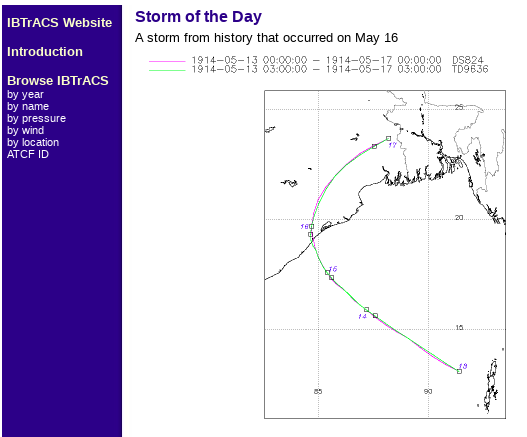 IBTrACS Website
Introduction
Browse IBTrACS
by year
by name
by pressure
by wind
by location
ATCF ID
Storm of the Day
A storm from history that occurred on May 16
1914-05-13 00:00:00 - 1914-05-17 00:00:00 DS824
1914-05-13 03:00:00 - 1914-05-17 03:00:00 TD9636
25
17
20
16
15
14
15
13
85
90